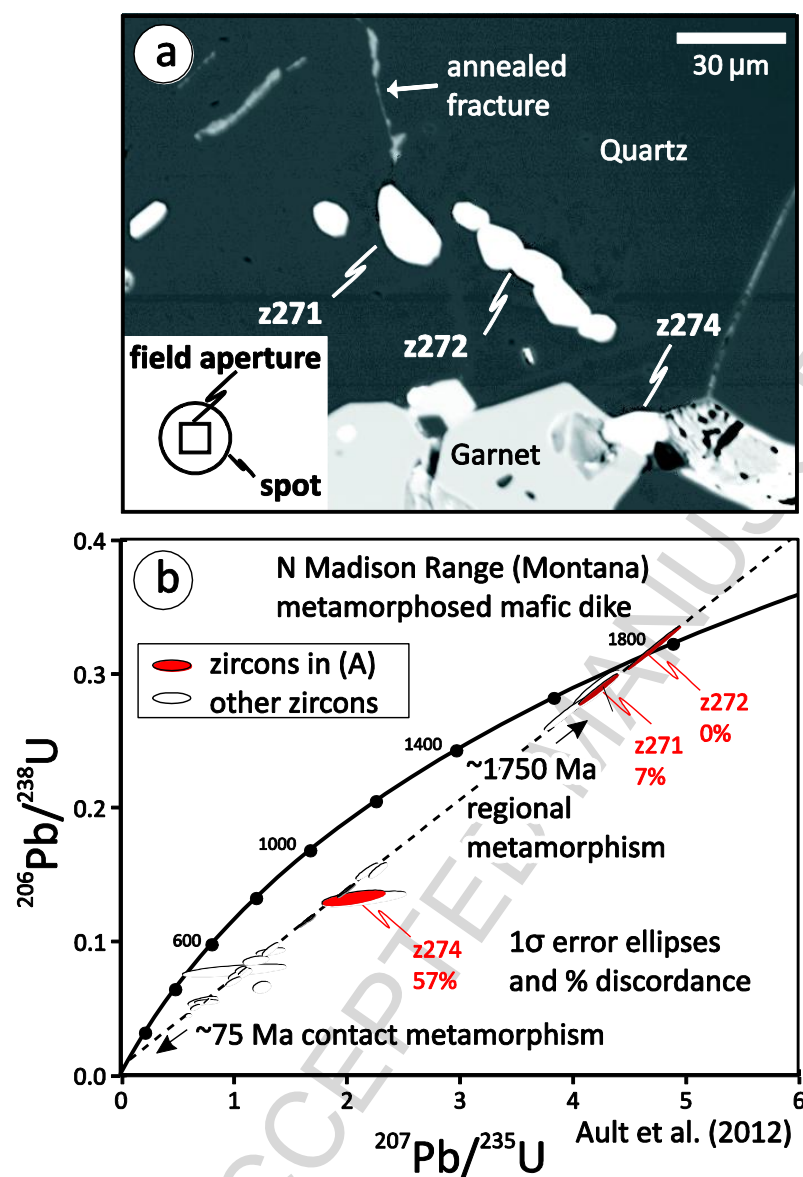 a
annealed
fracture
30 µm
Quartz
z271
z272
z274
field aperture
spot
Garnet
b
N Madison Range (Montana)
metamorphosed mafic dike
zircons in (A)
other zircons
0.4
0.3
0.2
0.1
0.0
600
1000
1400
1800
z272
0%
z271
7%
~1750 Ma
regional
metamorphism
z274
57%
1σ error ellipses
and % discordance
~75 Ma contact metamorphism
206Pb/238U
0 1 2 3 4 5 6
207Pb/235U
Ault et al. (2012)